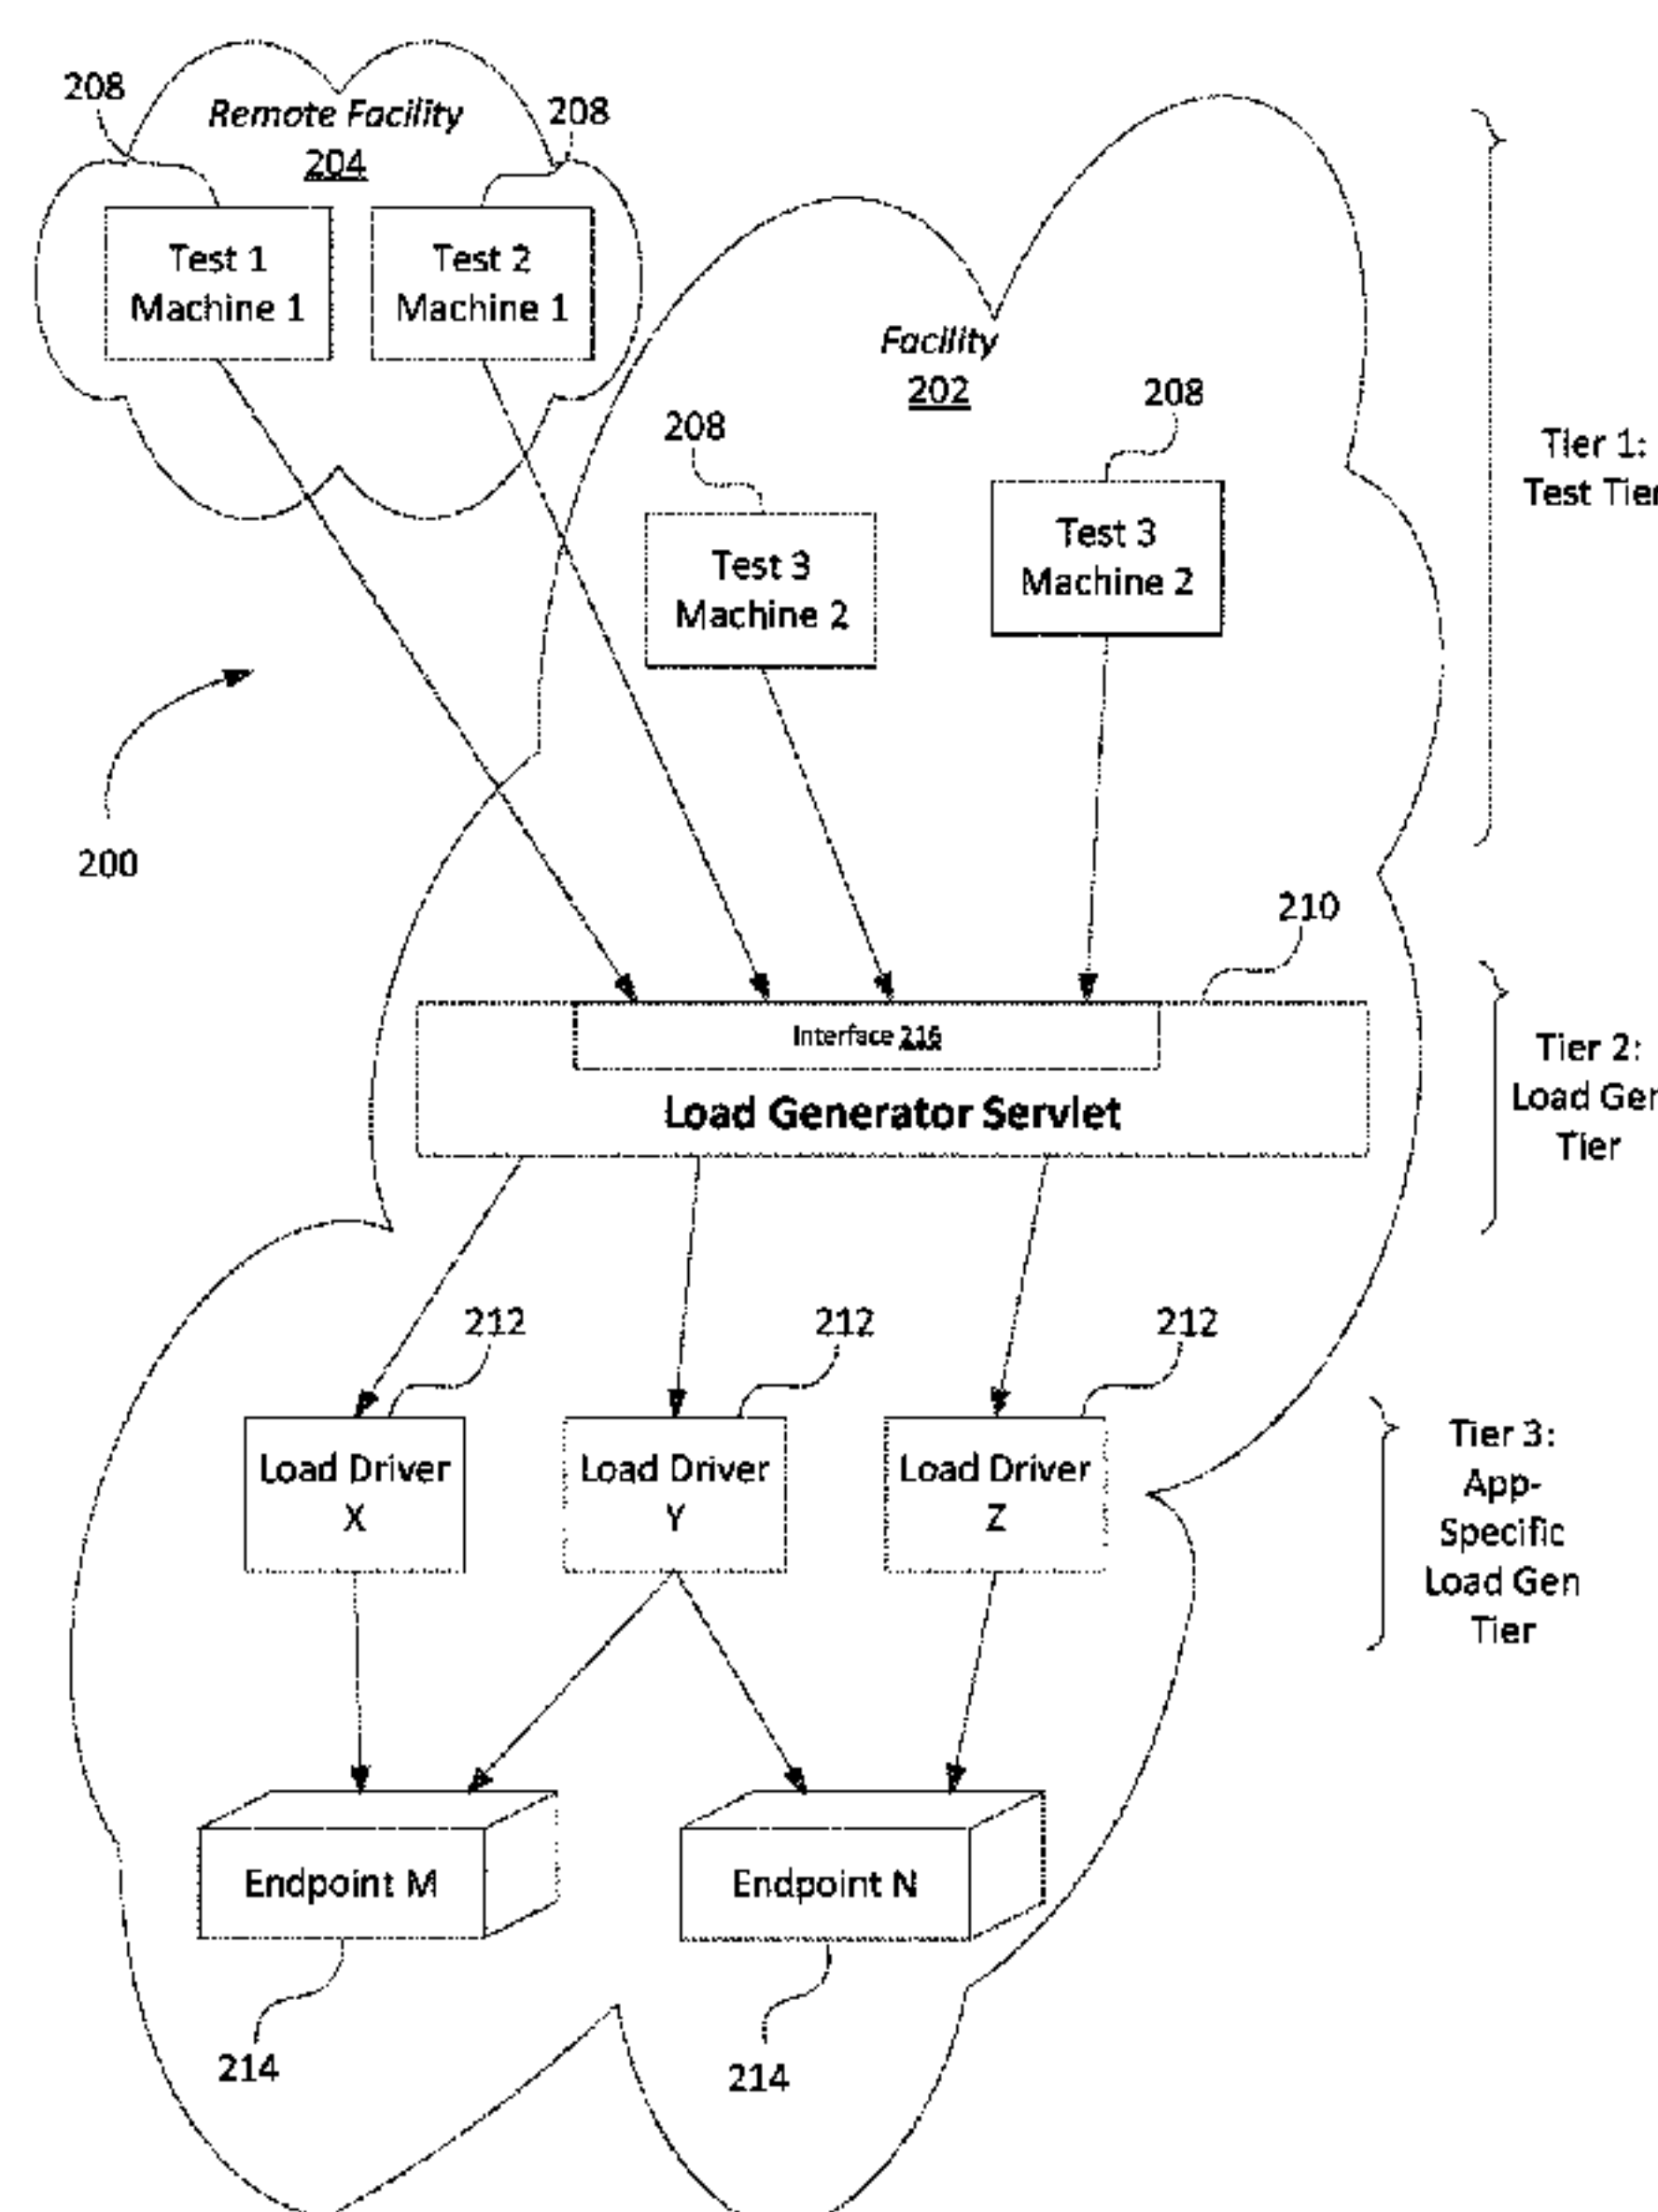 208
Remote Facility
204
208
Test 1
Machine 1
Test 2
Machine 1
Facility
202
208
208
Test 3
Machine 2
Test 3
Machine 2
Tier 1:
Test Tier
200
210
Interface 216
Load Generator Servlet
Tier 2:
Load Ger
Tier
212
212
212
Load Driver
X
Load Driver
Y
Load Driver
Z
Tier 3:
App-
Specific
Load Gen
Tier
Endpoint M
Endpoint N
214
214